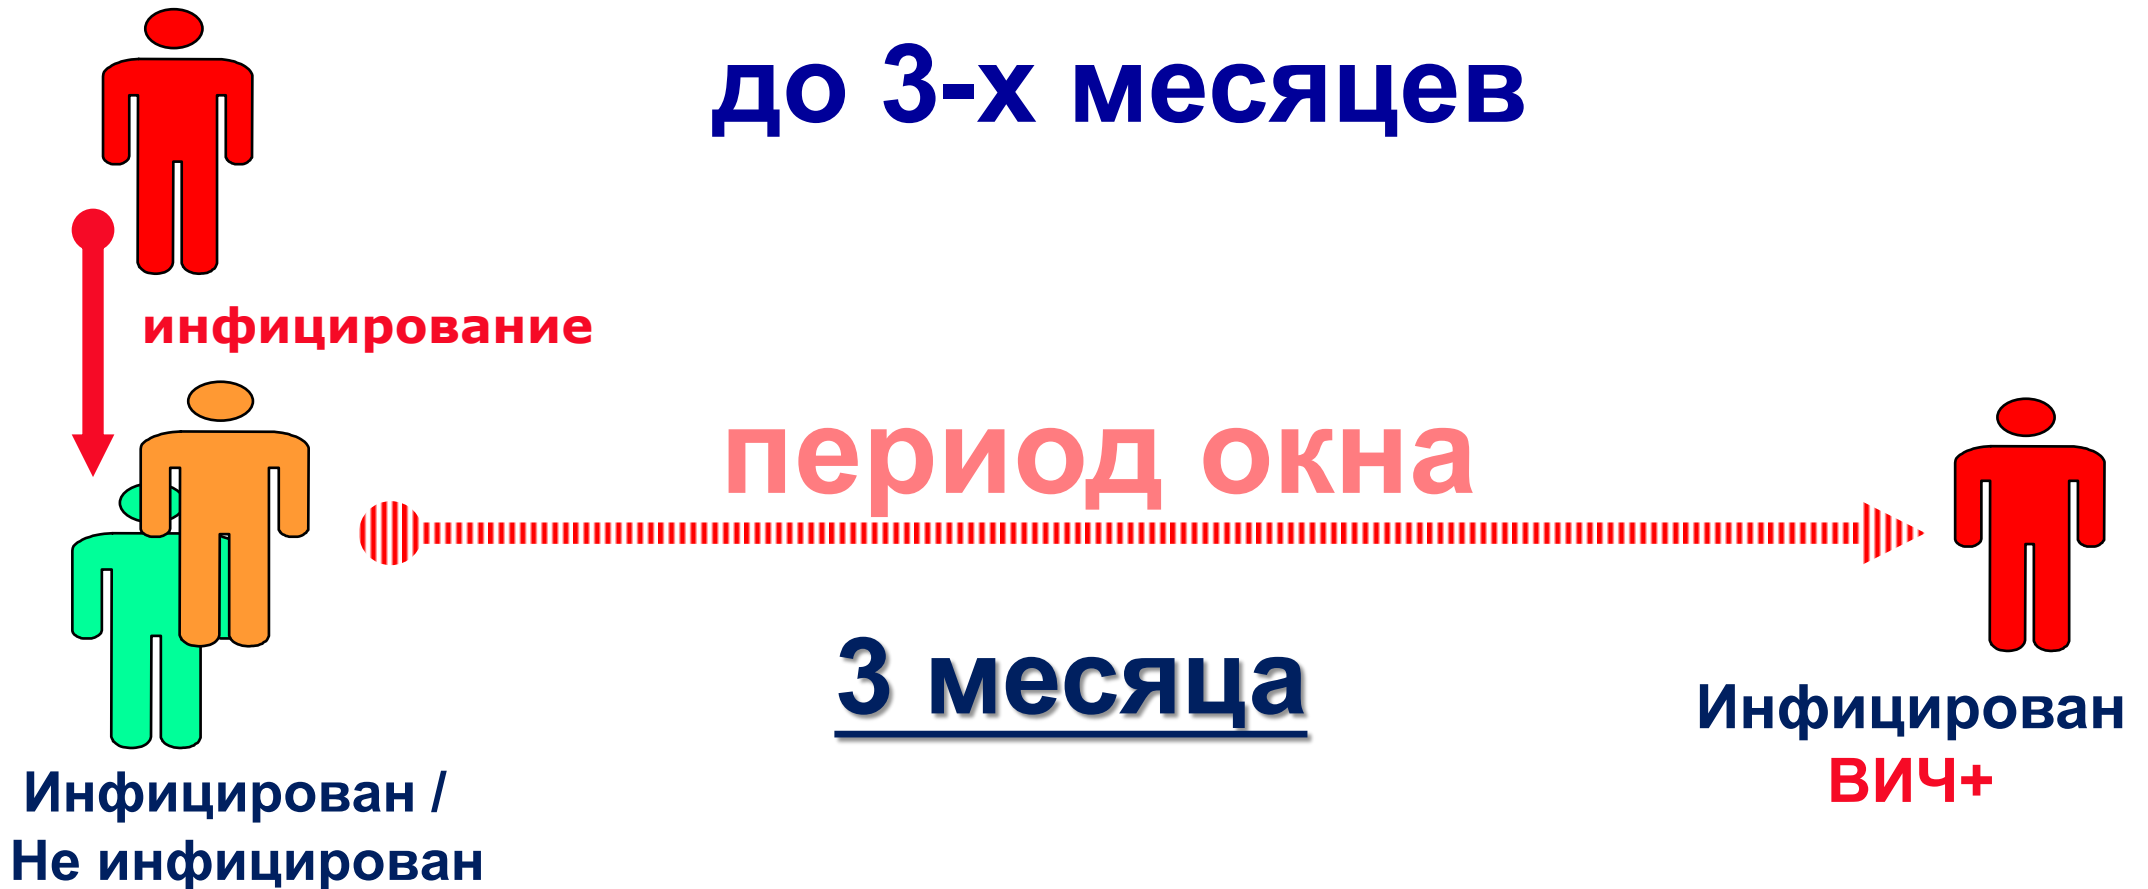 до 3-х месяцев
инфицирование
период окна
3 месяца
Инфицирован /
Не инфицирован
Инфицирован
ВИЧ+